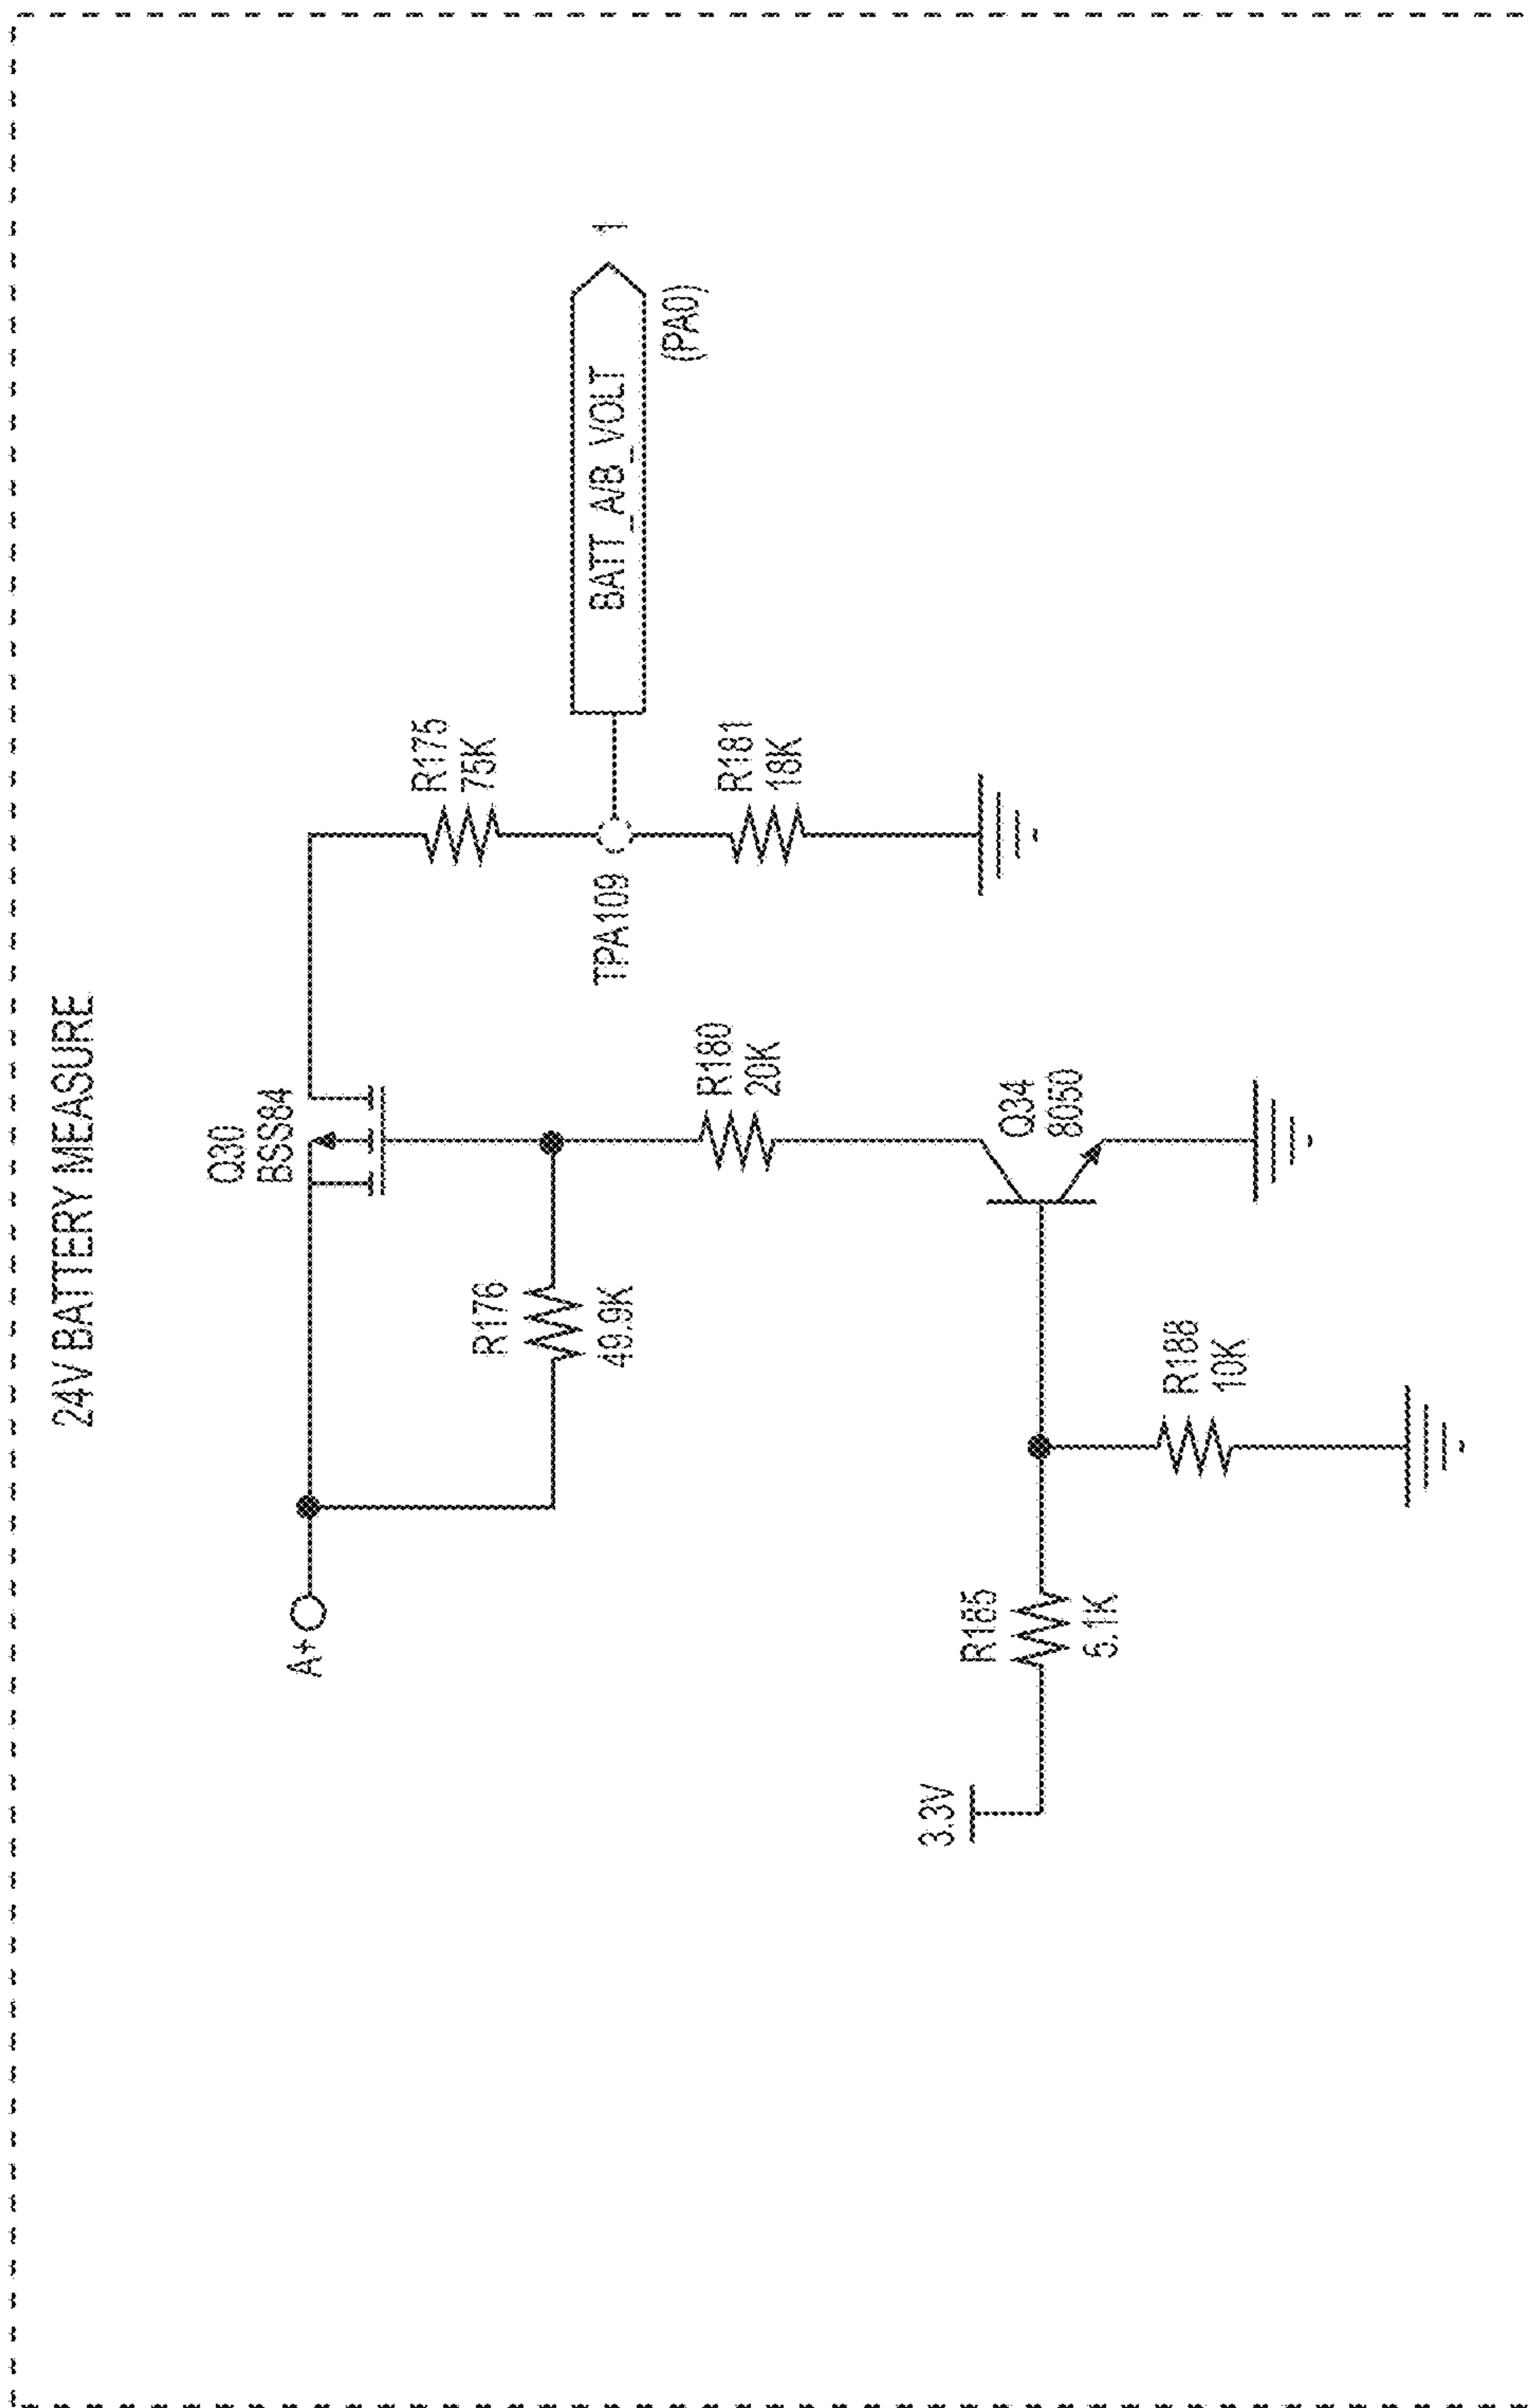 24V BATTERY MEASURE
Q30
BSS84
A+
R176
49.9K
R175
75K
TPA109
BATT_A/B_VOLT
1
(PA0)
R180
20K
R181
18K
3.3V
R185
5.1K
Q34
8050
R188
10K